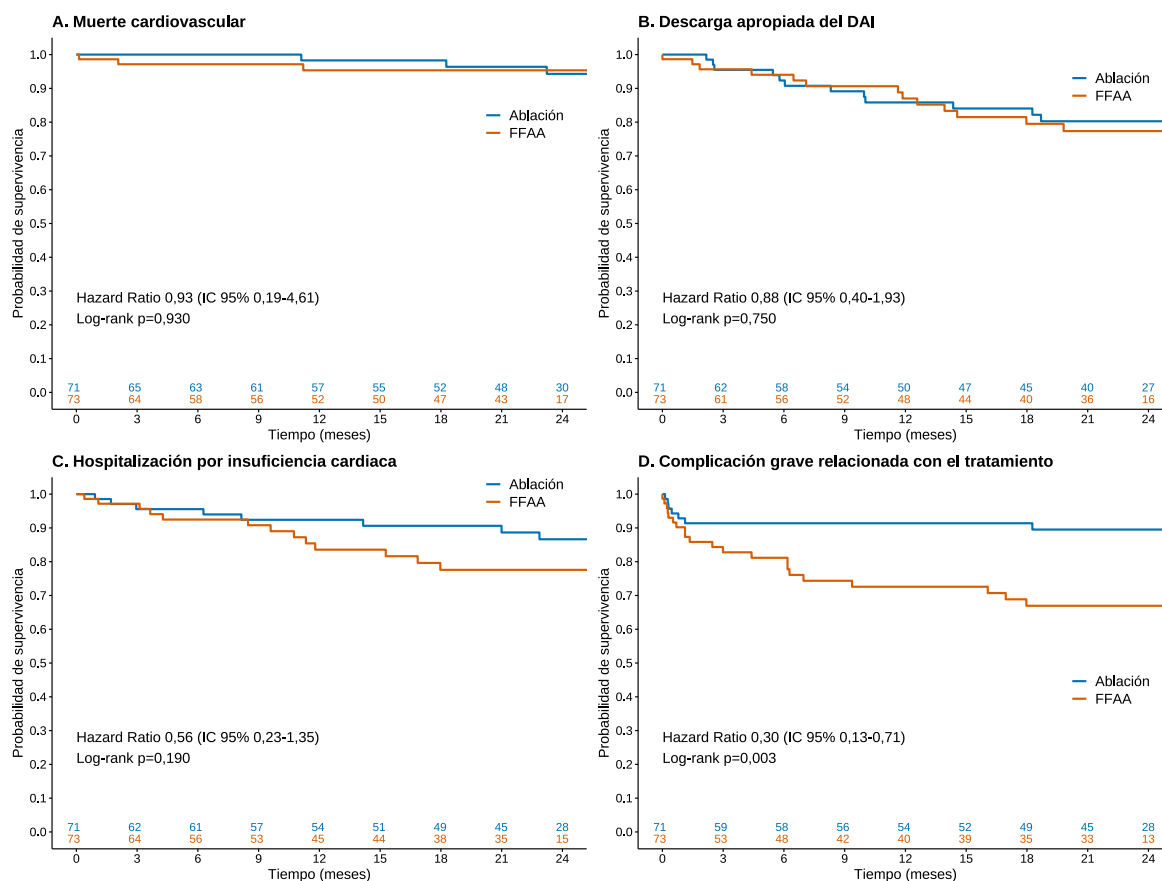 A. Muerte cardiovascular
Probabilidad de supervivencia
1.0
0.9
0.8
0.7
0.6
0.5
0.4
0.3
0.2
0.1
0.0
Ablación
FFAA
Hazard Ratio 0,93 (IC 95% 0,19-4,61)
Log-rank p=0,930
71 65 63 61 57 55 52 48 30
73 64 58 56 52 50 47 43 17
0 3 6 9 12 15 18 21 24
Tiempo (meses)
B. Descarga apropiada del DAI
Probabilidad de supervivencia
1.0
0.9
0.8
0.7
0.6
0.5
0.4
0.3
0.2
0.1
0.0
Ablación
FFAA
Hazard Ratio 0,88 (IC 95% 0,40-1,93)
Log-rank p=0,750
71 62 58 54 50 47 45 40 27
73 61 56 52 48 44 40 36 16
0 3 6 9 12 15 18 21 24
Tiempo (meses)
C. Hospitalización por insuficiencia cardiaca
Probabilidad de supervivencia
1.0
0.9
0.8
0.7
0.6
0.5
0.4
0.3
0.2
0.1
0.0
Ablación
FFAA
Hazard Ratio 0,56 (IC 95% 0,23-1,35)
Log-rank p=0,190
71 62 61 57 54 51 49 45 28
73 64 56 53 45 44 38 35 15
0 3 6 9 12 15 18 21 24
Tiempo (meses)
D. Complicación grave relacionada con el tratamiento
Probabilidad de supervivencia
1.0
0.9
0.8
0.7
0.6
0.5
0.4
0.3
0.2
0.1
0.0
Ablación
FFAA
Hazard Ratio 0,30 (IC 95% 0,13-0,71)
Log-rank p=0,003
71 59 58 56 54 52 49 45 28
73 53 48 42 40 39 35 33 13
0 3 6 9 12 15 18 21 24
Tiempo (meses)